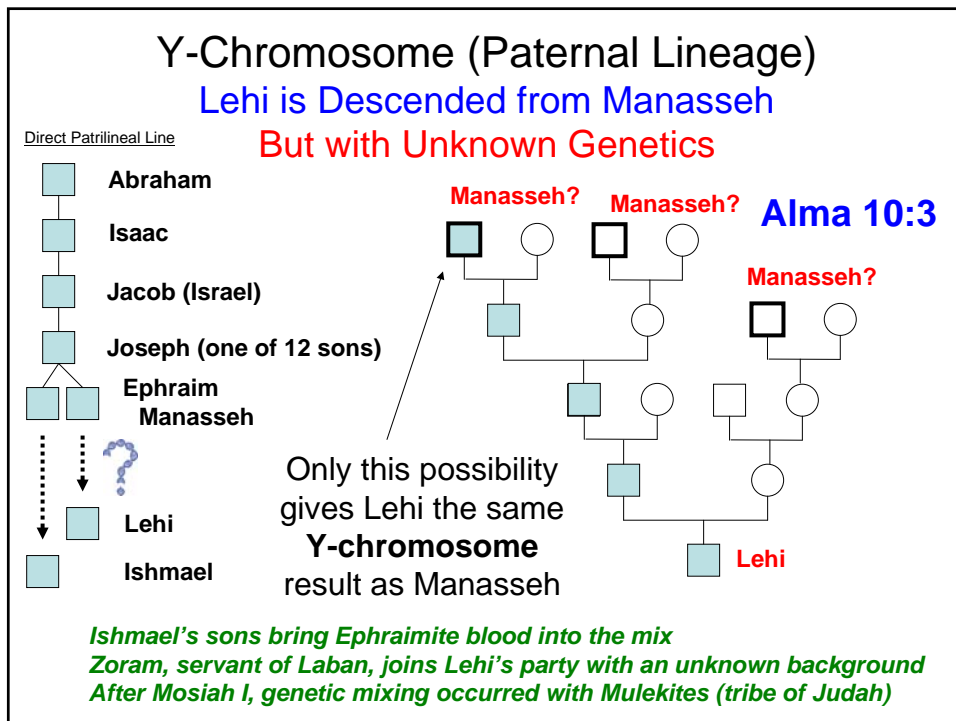 Y-Chromosome (Paternal Lineage)
Lehi is Descended from Manasseh
But with Unknown Genetics
Direct Patrilineal Line
Abraham
Isaac
Jacob (Israel)
Joseph (one of 12 sons)
Ephraim
Manasseh
Lehi
Ishmael
Manasseh?
Manasseh?
Alma 10:3
Manasseh?
Only this possibility
gives Lehi the same
Y-chromosome
result as Manasseh
Lehi
Ishmael's sons bring Ephraimite blood into the mix
Zoram, servant of Laban, joins Lehi's party with an unknown background
After Mosiah I, genetic mixing occurred with Mulekites (tribe of Judah)